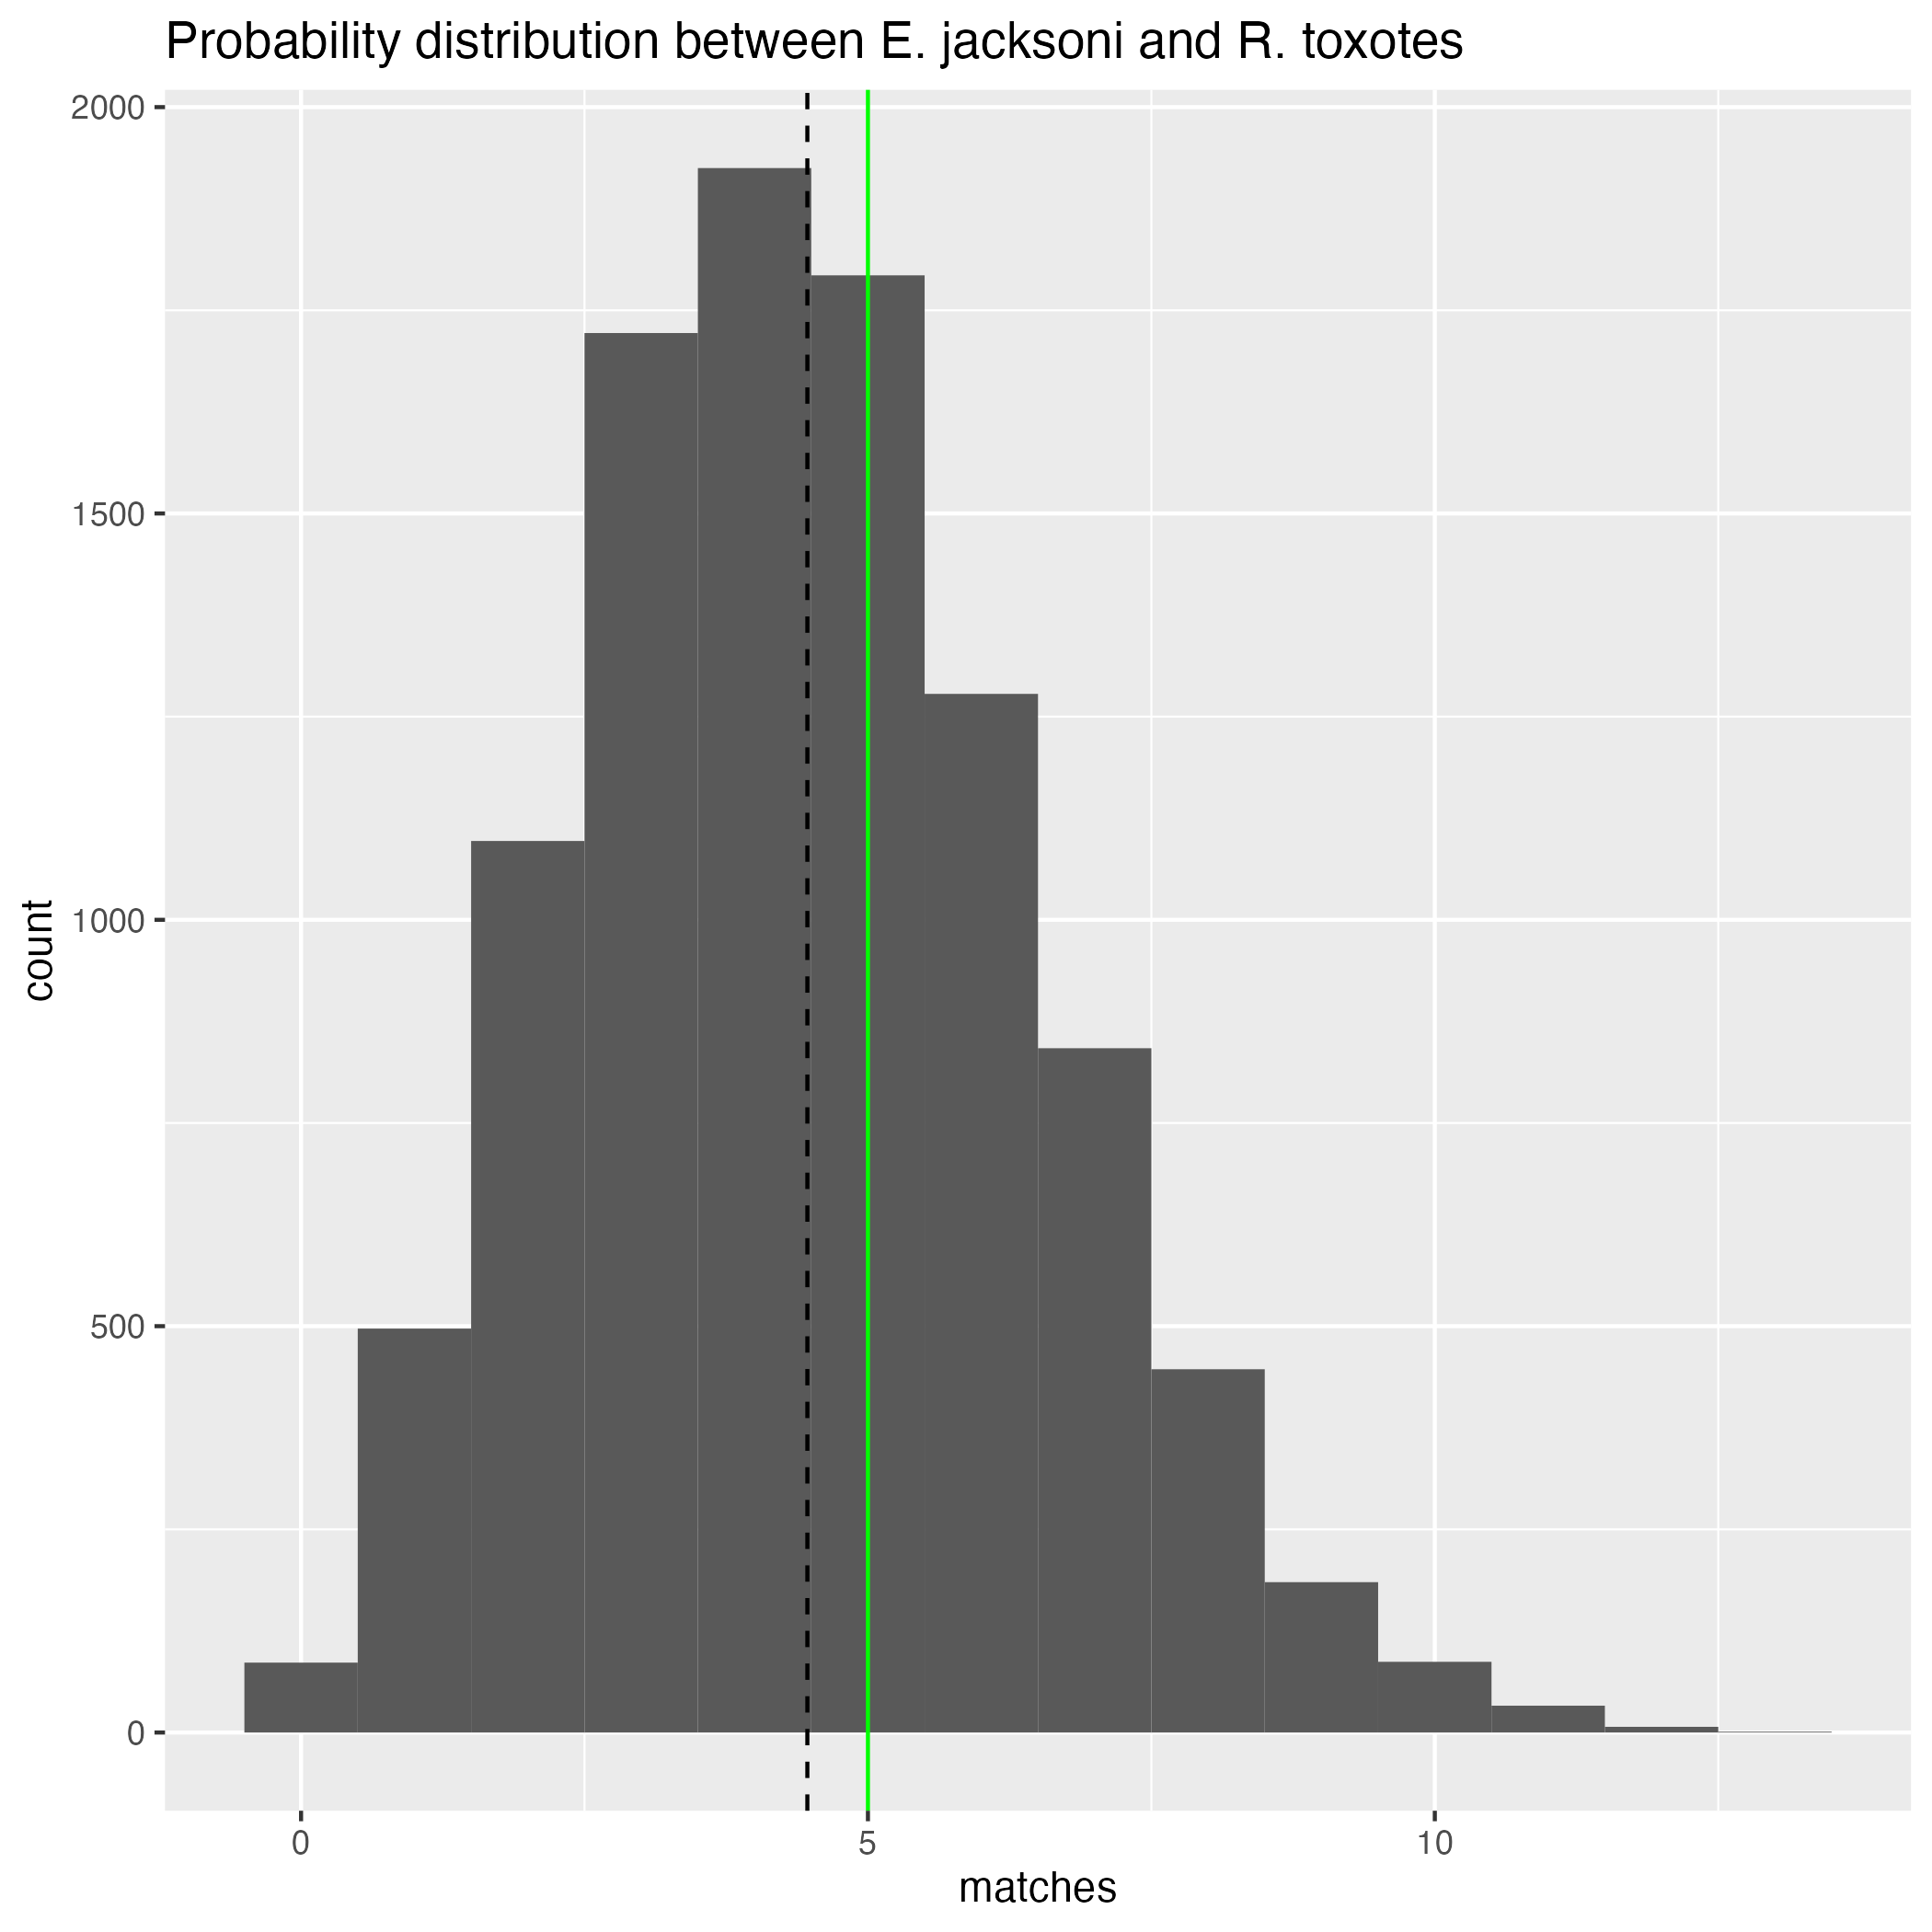 Probability distribution between E. jacksoni and R. toxotes
2000
1500
1000
500
0
count
0 5 10
matches